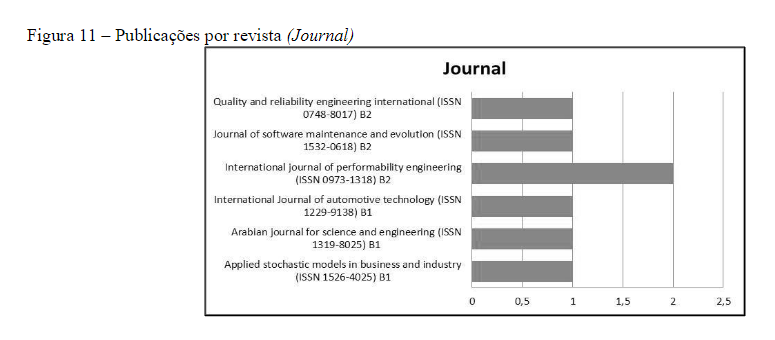 Figura 11 – Publicações por revista (Journal)
Journal
Quality and reliability engineering international (ISSN
0748-8017) B2
Journal of software maintenance and evolution (ISSN
1532-0618) B2
International journal of performability engineering
(ISSN 0973-1318) B2
International Journal of automotive technology (ISSN
1229-9138) B1
Arabian journal for science and engineering (ISSN
1319-8025) B1
Applied stochastic models in business and industry
(ISSN 1526-4025) B1
0 0,5 1 1,5 2 2,5